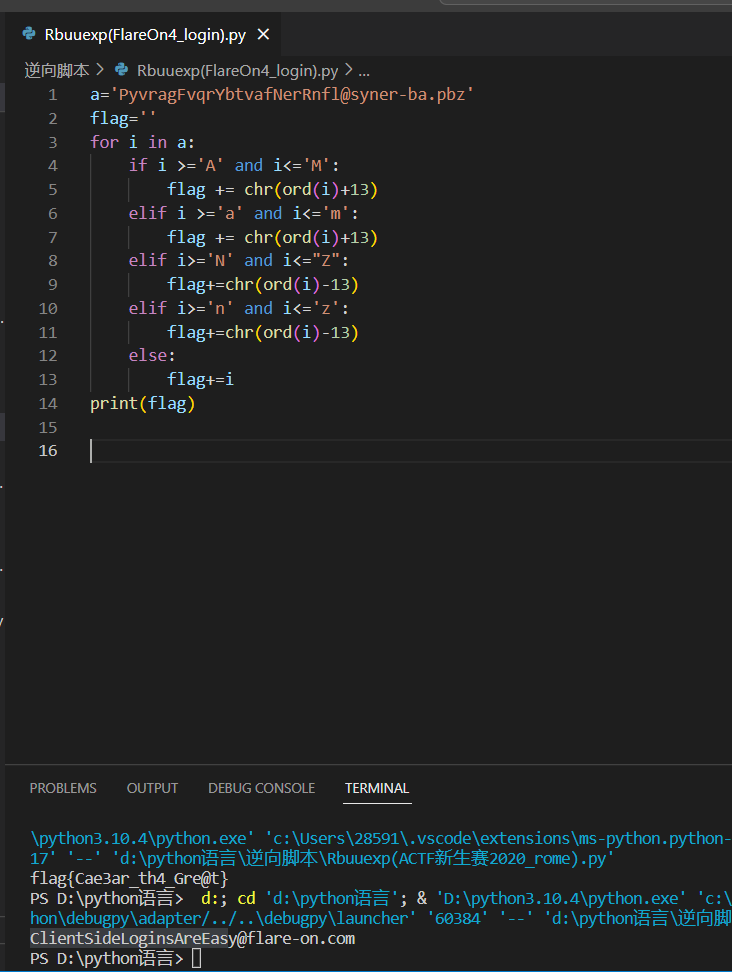 Rbuuexp(FlareOn4_login).py ×
逆向脚本 > Rbuuexp(FlareOn4_login).py > ...
1 a='PyvragFvqrYbtvafNerRnfl@syner-ba.pbz'
2 flag=''
3 for i in a:
4 if i >='A' and i<='M':
5 flag += chr(ord(i)+13)
6 elif i >='a' and i<='m':
7 flag += chr(ord(i)+13)
8 elif i>='N' and i<="Z":
9 flag+=chr(ord(i)-13)
10 elif i>='n' and i<='z':
11 flag+=chr(ord(i)-13)
12 else:
13 flag+=i
14 print(flag)
15
16
PROBLEMS OUTPUT DEBUG CONSOLE TERMINAL
\python3.10.4\python.exe' 'c:\Users\28591\.vscode\extensions\ms-python.python-
17' '--' 'd:\python语言\逆向脚本\Rbuuexp(ACTF新生赛2020_rome).py'
flag{Cae3ar_th4_Gre@t}
PS D:\python语言> d:; cd 'd:\python语言'; & 'D:\python3.10.4\python.exe' 'c:\
hon\debugpy\adapter/../..\debugpy\launcher' '60384' '--' 'd:\python语言\逆向脚
ClientSideLoginsAreEasy@flare-on.com
PS D:\python语言>